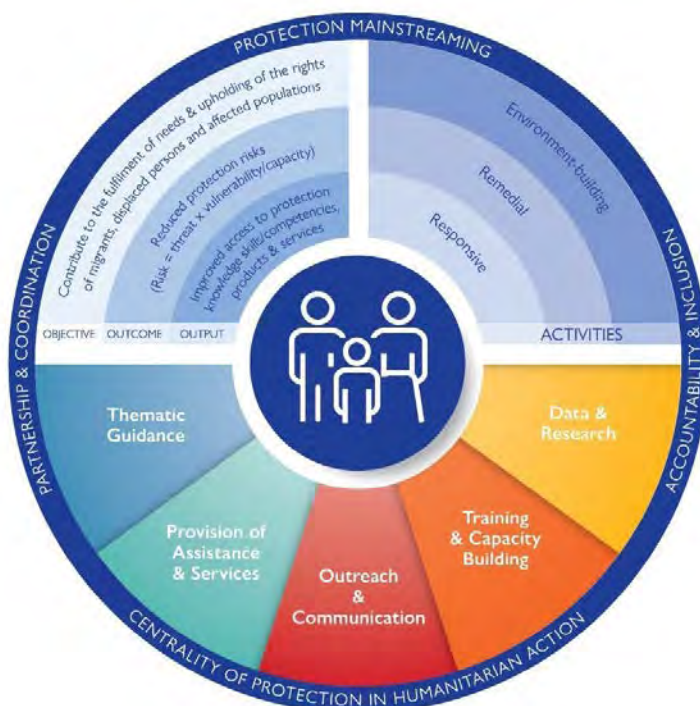 PROTECTION MAINSTREAMING
Contribute to the fulfilment of needs & upholding of the rights
of migrants, displaced persons and affected populations
Reduced protection risks
(Risk = threat x vulnerability/capacity)
Improved access to protection
knowledge skills/competencies,
products & services
Environment-building
Remedial
Responsive
OBJECTIVE
OUTCOME
OUTPUT
ACTIVITIES
PARTNERSHIP & COORDINATION
ACCOUNTABILITY & INCLUSION
Thematic
Guidance
Data &
Research
Provision of
Assistance
& Services
Training
& Capacity
Building
Outreach
&
Communication
CENTRALITY OF PROTECTION IN HUMANITARIAN ACTION